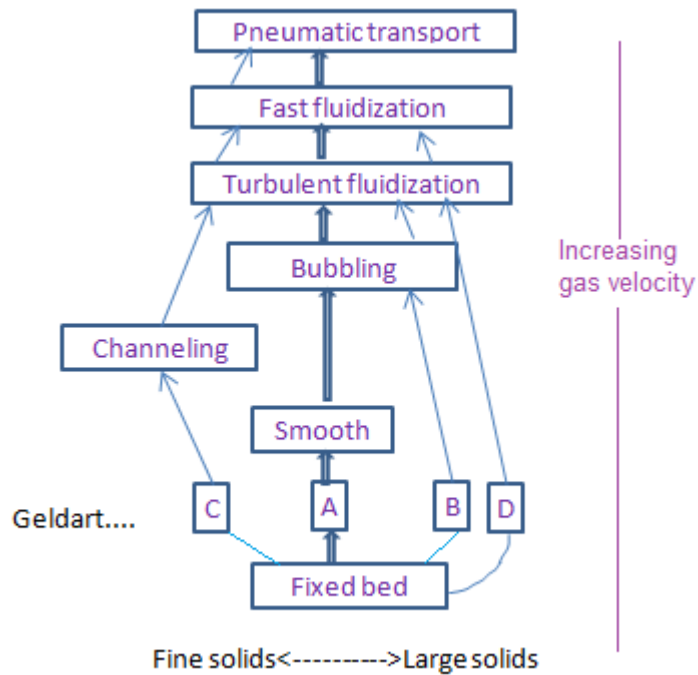 Pneumatic transport
Fast fluidization
Turbulent fluidization
Bubbling
Increasing
gas velocity
Channeling
Smooth
C
A
B
D
Geldart....
Fixed bed
Fine solids<---------->Large solids